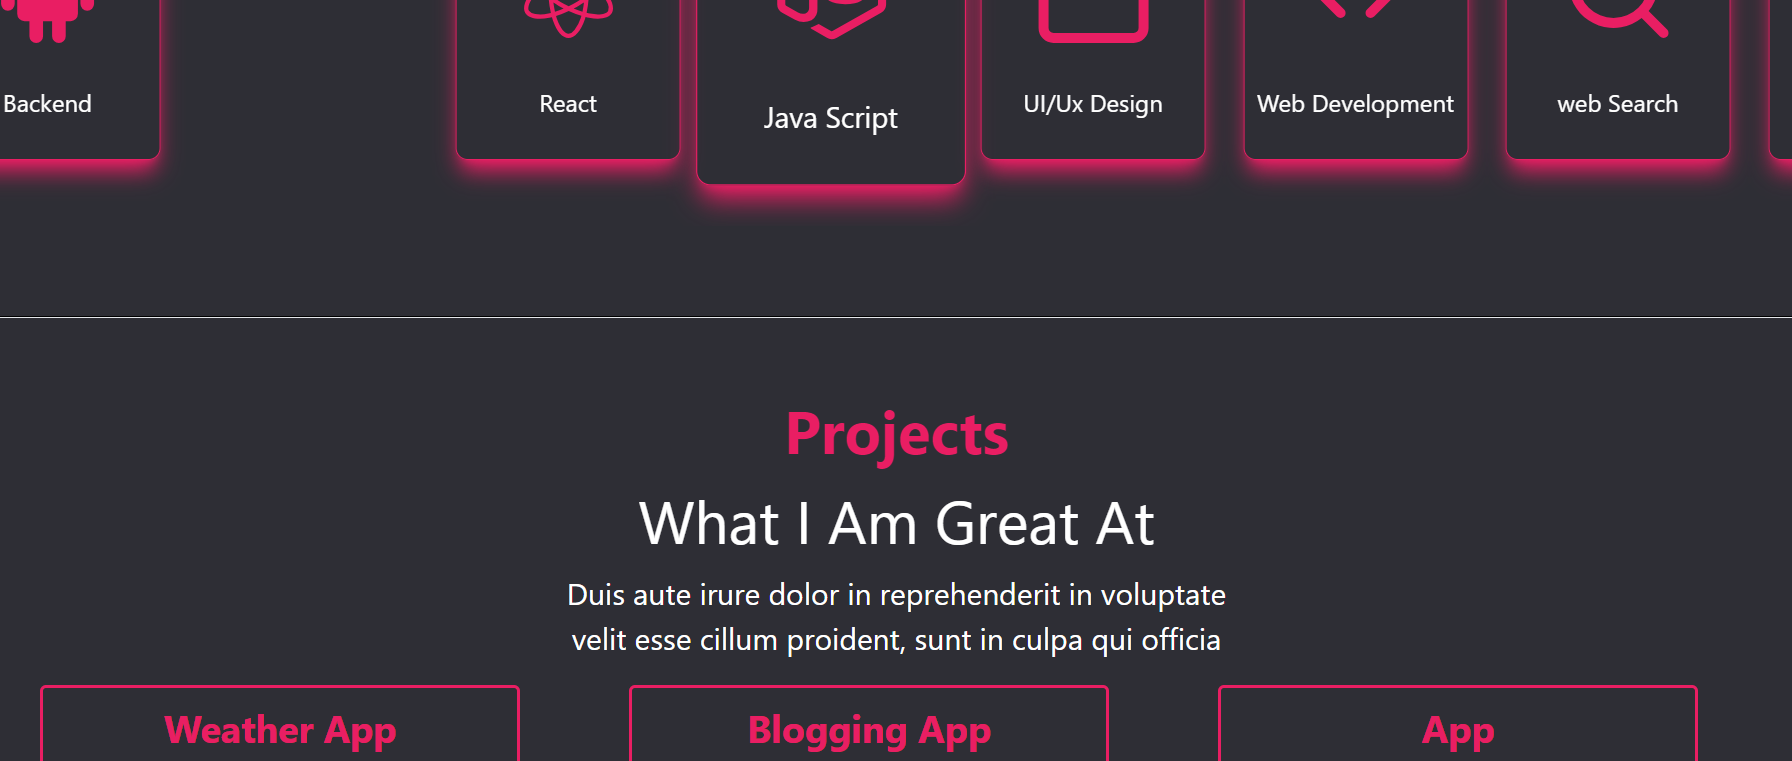 Backend
React
Java Script
UI/Ux Design
Web Development
web Search
Projects
What I Am Great At
Duis aute irure dolor in reprehenderit in voluptate
velit esse cillum proident, sunt in culpa qui officia
Weather App
Blogging App
App